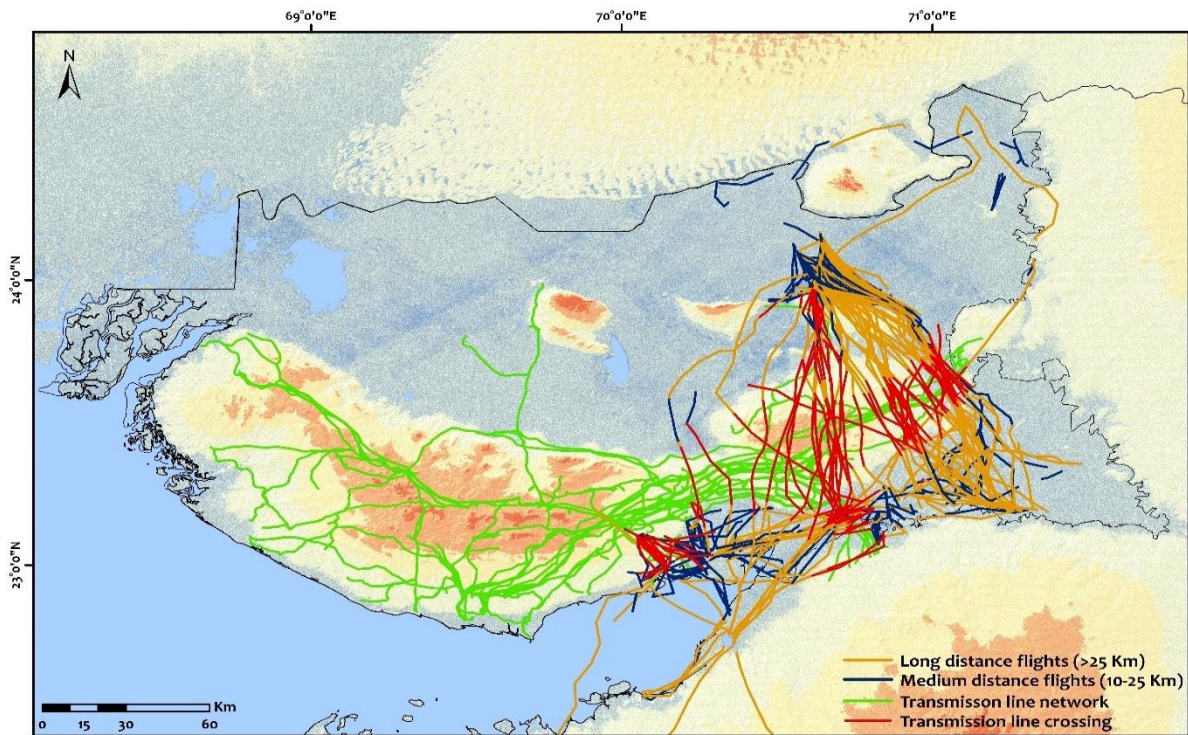 69°0'0"E 70°0'0"E 71°0'0"E
N
24°0'0"N
23°0'0"N
Long distance flights (>25 Km)
Medium distance flights (10-25 Km)
Transmisson line network
Transmission line crossing
Km
0 15 30 60